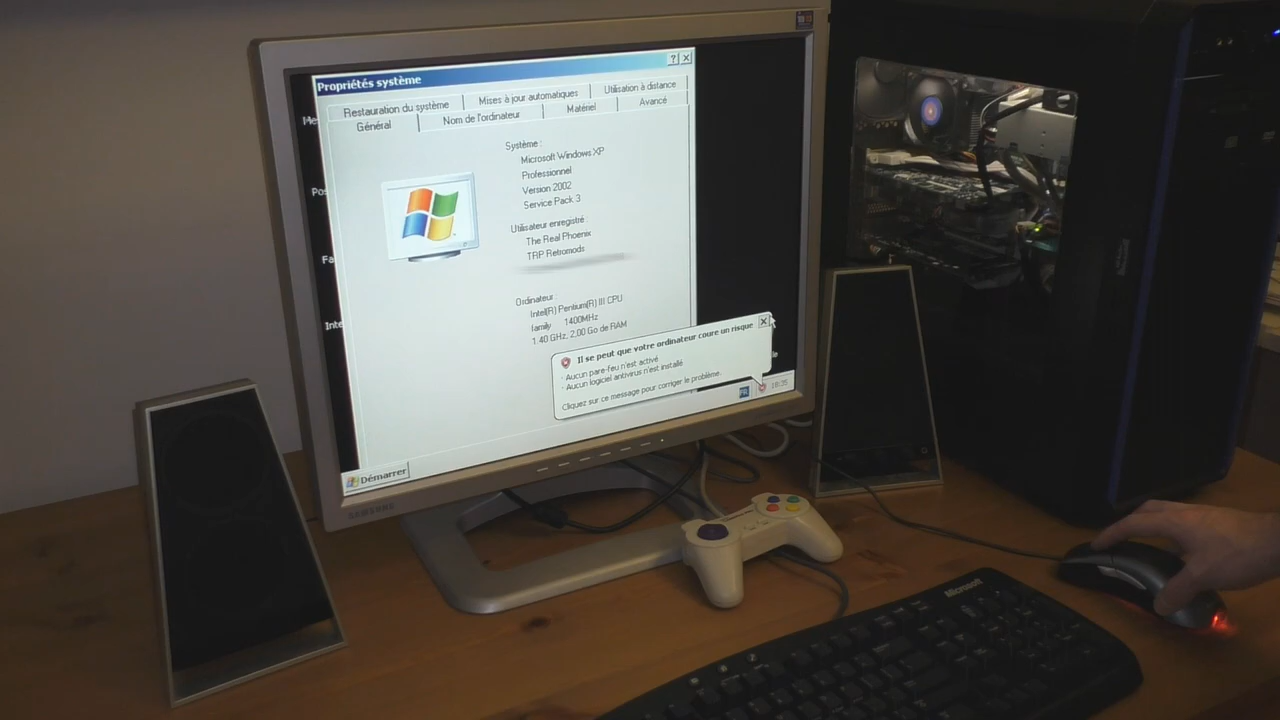 Propriétés système
Restauration du système
Mises à jour automatiques
Utilisation à distance
Général
Nom de l'ordinateur
Matériel
Avancé
Système :
Microsoft Windows XP
Professionnel
Version 2002
Service Pack 3
Utilisateur enregistré :
The Real Phoenix
TRP Retromods
Ordinateur :
Intel(R) Pentium(R) III CPU
family 1400MHz
1.40 GHz, 2,00 Go de RAM
Il se peut que votre ordinateur coure un risque
Aucun pare-feu n'est activé
Aucun logiciel antivirus n'est installé
Cliquez sur ce message pour corriger le problème.
Démarrer
SAMSUNG
Microsoft